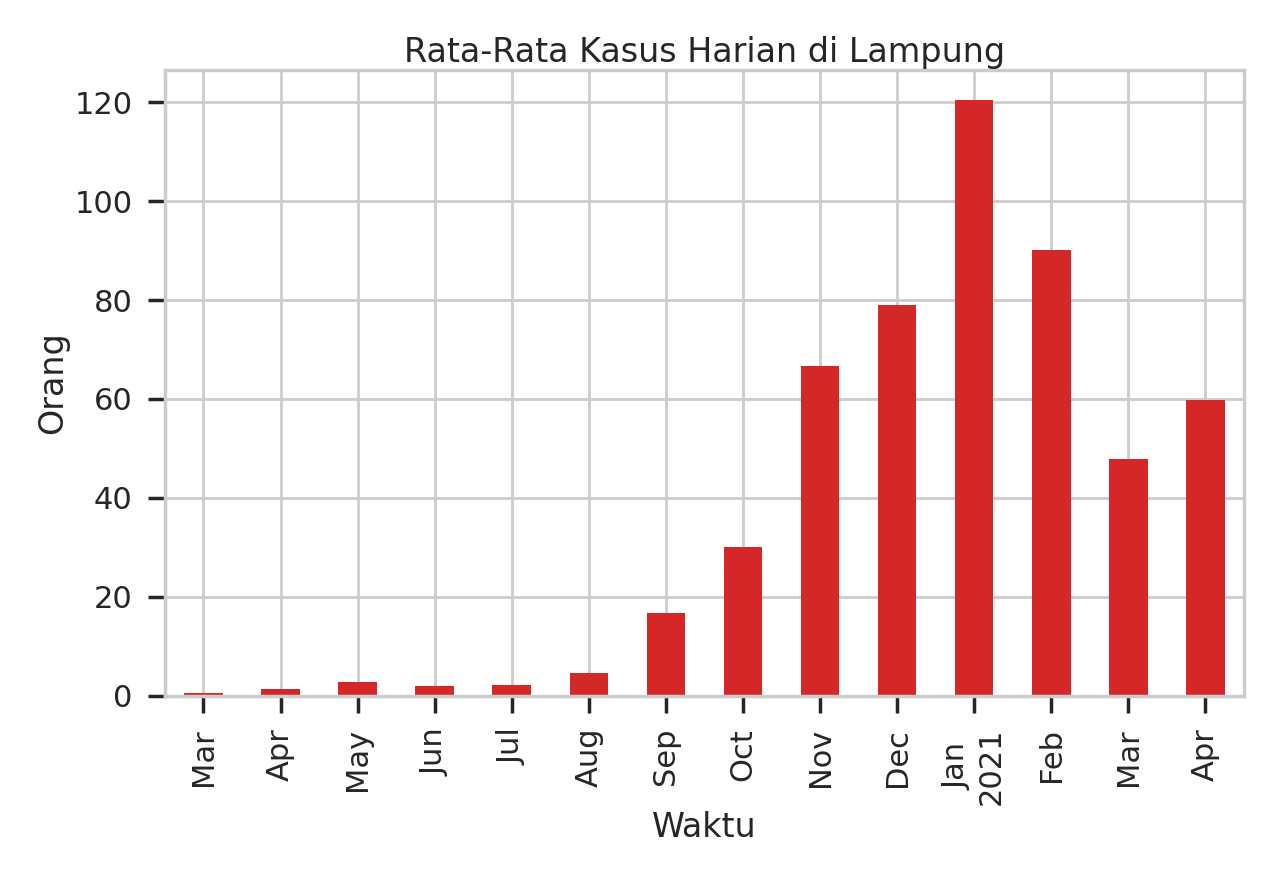 Rata-Rata Kasus Harian di Lampung
Orang
120
100
80
60
40
20
0
Mar
Apr
May
Jun
Jul
Aug
Sep
Oct
Nov
Dec
Jan
2021
Feb
Mar
Apr
Waktu